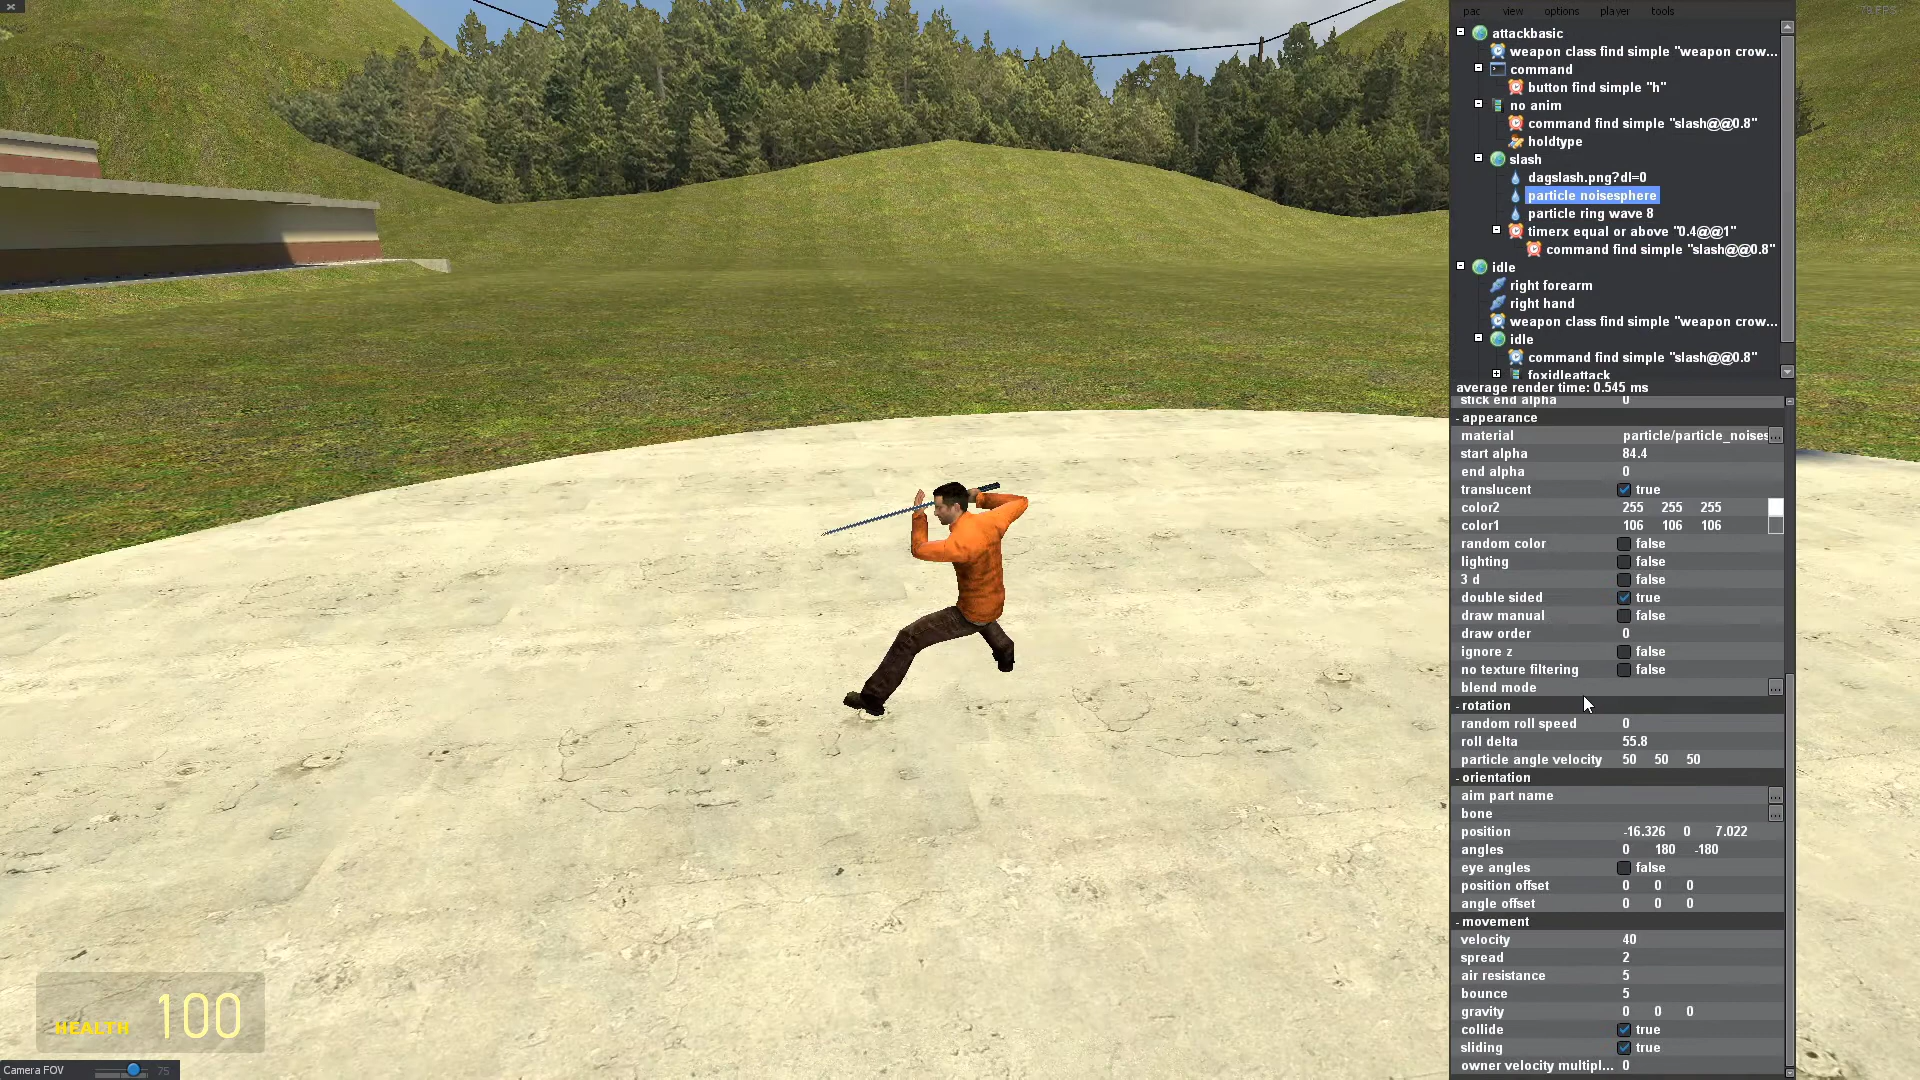 pac view options player tools
79 FPS
attackbasic
weapon class find simple "weapon crow...
command
button find simple "h"
no anim
command find simple "slash@@0.8"
holdtype
slash
dagslash.png?dl=0
particle noisesphere
particle ring wave 8
timerx equal or above "0.4@@1"
command find simple "slash@@0.8"
idle
right forearm
right hand
weapon class find simple "weapon crow...
idle
command find simple "slash@@0.8"
foxidleattack
average render time: 0.545 ms
stick end alpha 0
- appearance
material particle/particle_noises ...
start alpha 84.4
end alpha 0
translucent true
color2 255 255 255
color1 106 106 106
random color false
lighting false
3 d false
double sided true
draw manual false
draw order 0
ignore z false
no texture filtering false
blend mode ...
- rotation
random roll speed 0
roll delta 55.8
particle angle velocity 50 50 50
- orientation
aim part name ...
bone ...
position -16.326 0 7.022
angles 0 180 -180
eye angles false
position offset 0 0 0
angle offset 0 0 0
- movement
velocity 40
spread 2
air resistance 5
bounce 5
gravity 0 0 0
collide true
sliding true
owner velocity multipl... 0
HEALTH 100
Camera FOV 75